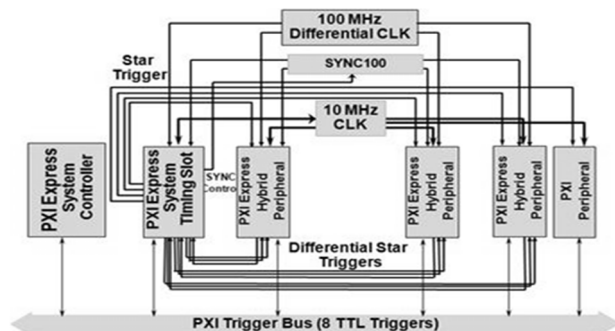 100 MHz
Differential CLK
Star
Trigger
SYNC100
10 MHz
CLK
PXI Express
System
Controller
PXI Express
System
Timing Slot
SYNC
Contro
PXI Express
Hybrid
Peripheral
PXI Express
Hybrid
Peripheral
PXI Express
Hybrid
Peripheral
PXI
Peripheral
Differential Star
Triggers
PXI Trigger Bus (8 TTL Triggers)